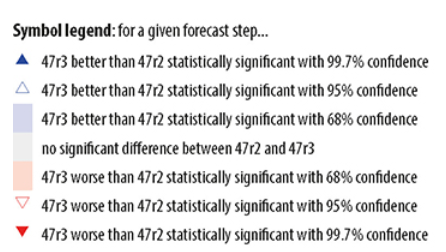 Symbol legend: for a given forecast step...
47r3 better than 47r2 statistically significant with 99.7% confidence
47r3 better than 47r2 statistically significant with 95% confidence
47r3 better than 47r2 statistically significant with 68% confidence
no significant difference between 47r2 and 47r3
47r3 worse than 47r2 statistically significant with 68% confidence
47r3 worse than 47r2 statistically significant with 95% confidence
47r3 worse than 47r2 statistically significant with 99.7% confidence